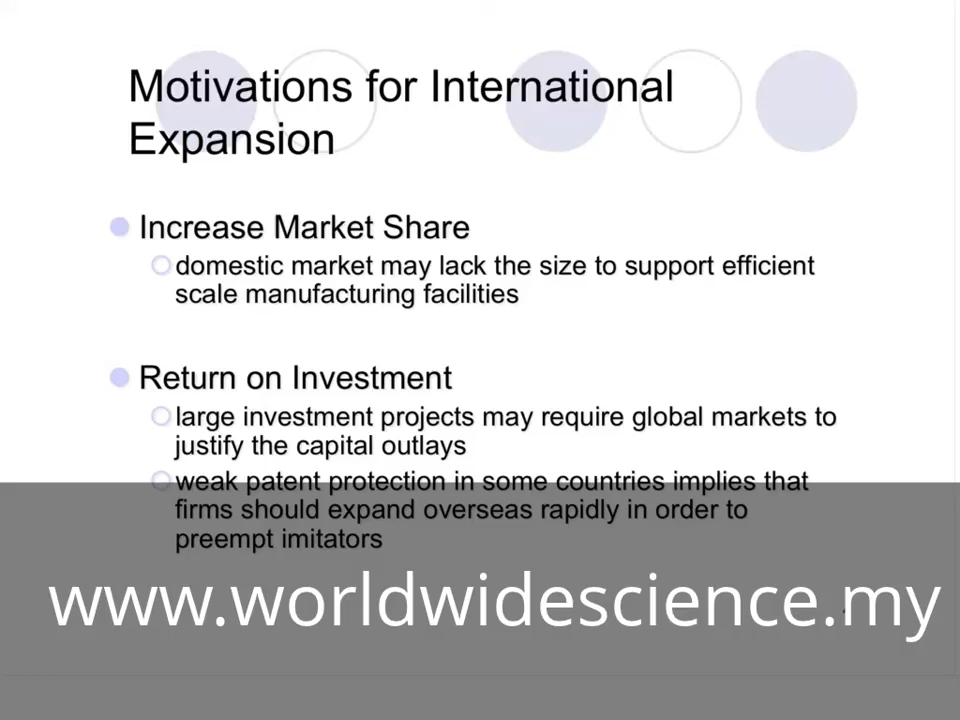 Motivations for International
Expansion
Increase Market Share
domestic market may lack the size to support efficient
scale manufacturing facilities
Return on Investment
large investment projects may require global markets to
justify the capital outlays
weak patent protection in some countries implies that
firms should expand overseas rapidly in order to
preempt imitators
www.worldwidescience.my